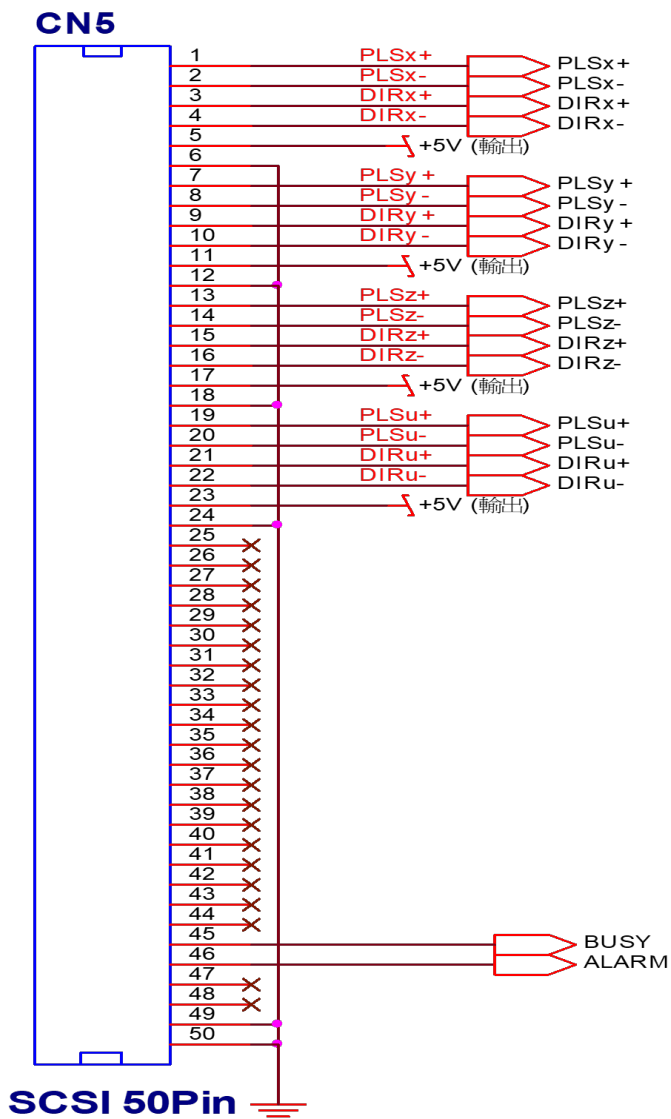 CN5
1 PLSx+ PLSx+
2 PLSx- PLSx-
3 DIRx+ DIRx+
4 DIRx- DIRx-
5 +5V (輸出)
6
7 PLSy+ PLSy+
8 PLSy- PLSy-
9 DIRy+ DIRy+
10 DIRy- DIRy-
11 +5V (輸出)
12
13 PLSz+ PLSz+
14 PLSz- PLSz-
15 DIRz+ DIRz+
16 DIRz- DIRz-
17 +5V (輸出)
18
19 PLSu+ PLSu+
20 PLSu- PLSu-
21 DIRu+ DIRu+
22 DIRu- DIRu-
23 +5V (輸出)
24
25
26
27
28
29
30
31
32
33
34
35
36
37
38
39
40
41
42
43
44
45 BUSY
46 ALARM
47
48
49
50
SCSI 50Pin